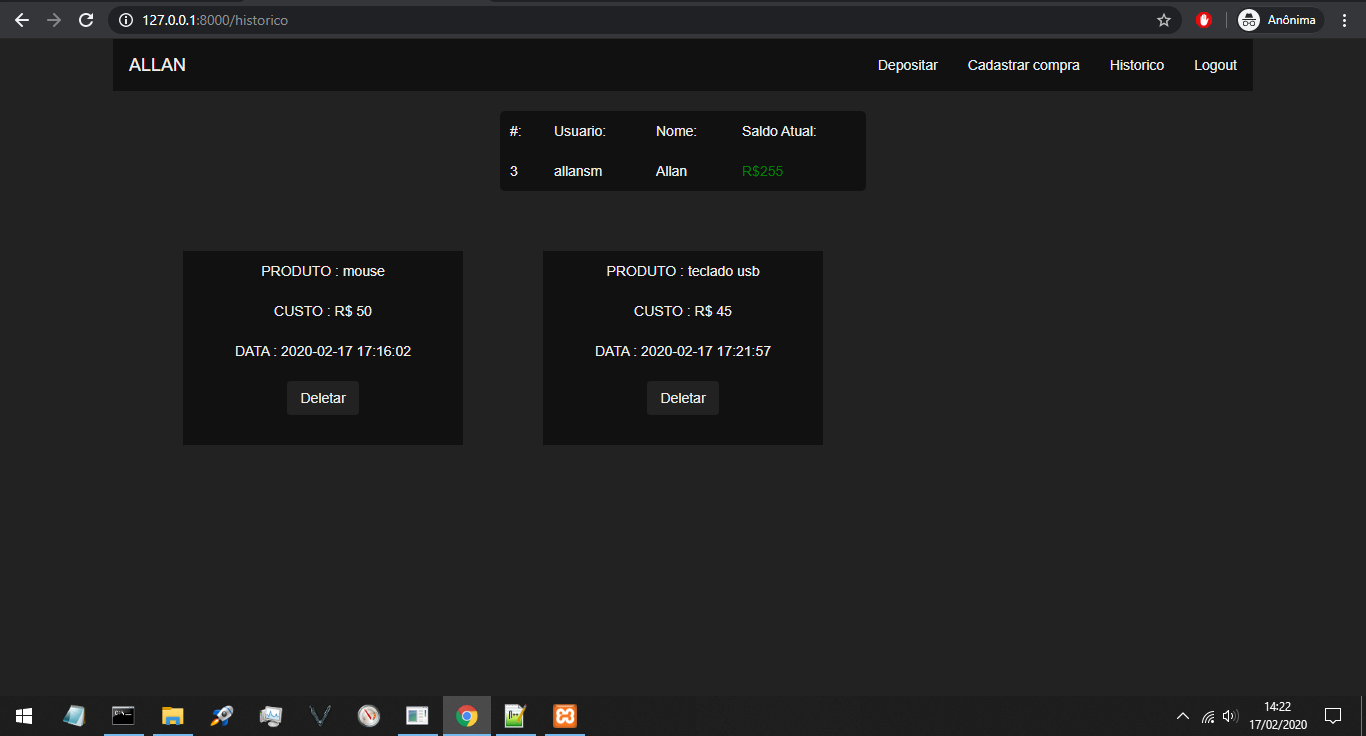 127.0.0.1:8000/historico
Anônima
ALLAN
Depositar Cadastrar compra Historico Logout
#: Usuario: Nome: Saldo Atual:
3 allansm Allan R$255
PRODUTO : mouse
CUSTO : R$ 50
DATA : 2020-02-17 17:16:02
Deletar
PRODUTO : teclado usb
CUSTO : R$ 45
DATA : 2020-02-17 17:21:57
Deletar
14:22
17/02/2020